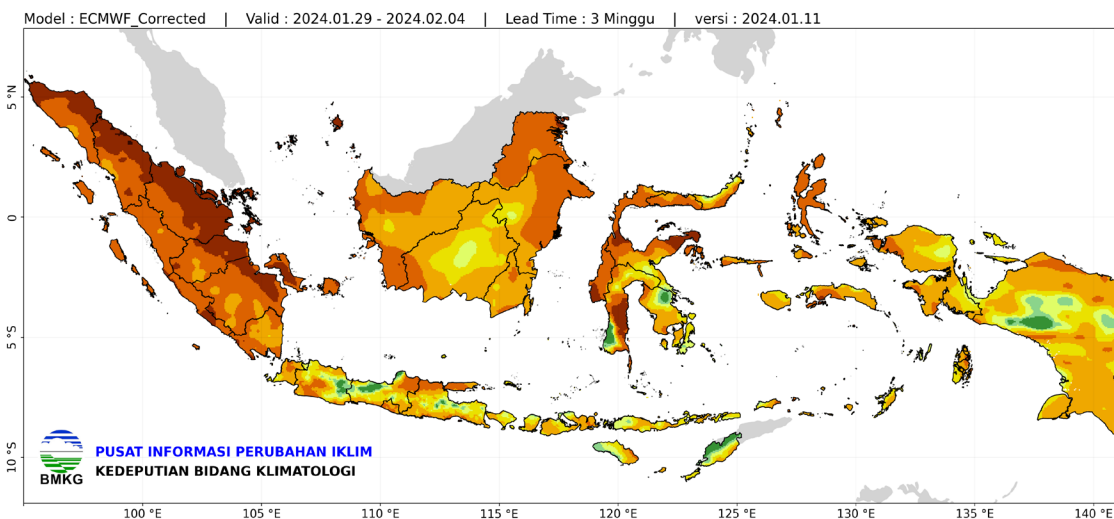 Model : ECMWF_Corrected | Valid : 2024.01.29 - 2024.02.04 | Lead Time : 3 Minggu | versi : 2024.01.11
5 °N
0
5 °S
10 °S
PUSAT INFORMASI PERUBAHAN IKLIM
KEDEPUTIAN BIDANG KLIMATOLOGI
BMKG
100 °E 105 °E 110 °E 115 °E 120 °E 125 °E 130 °E 135 °E 140 °E